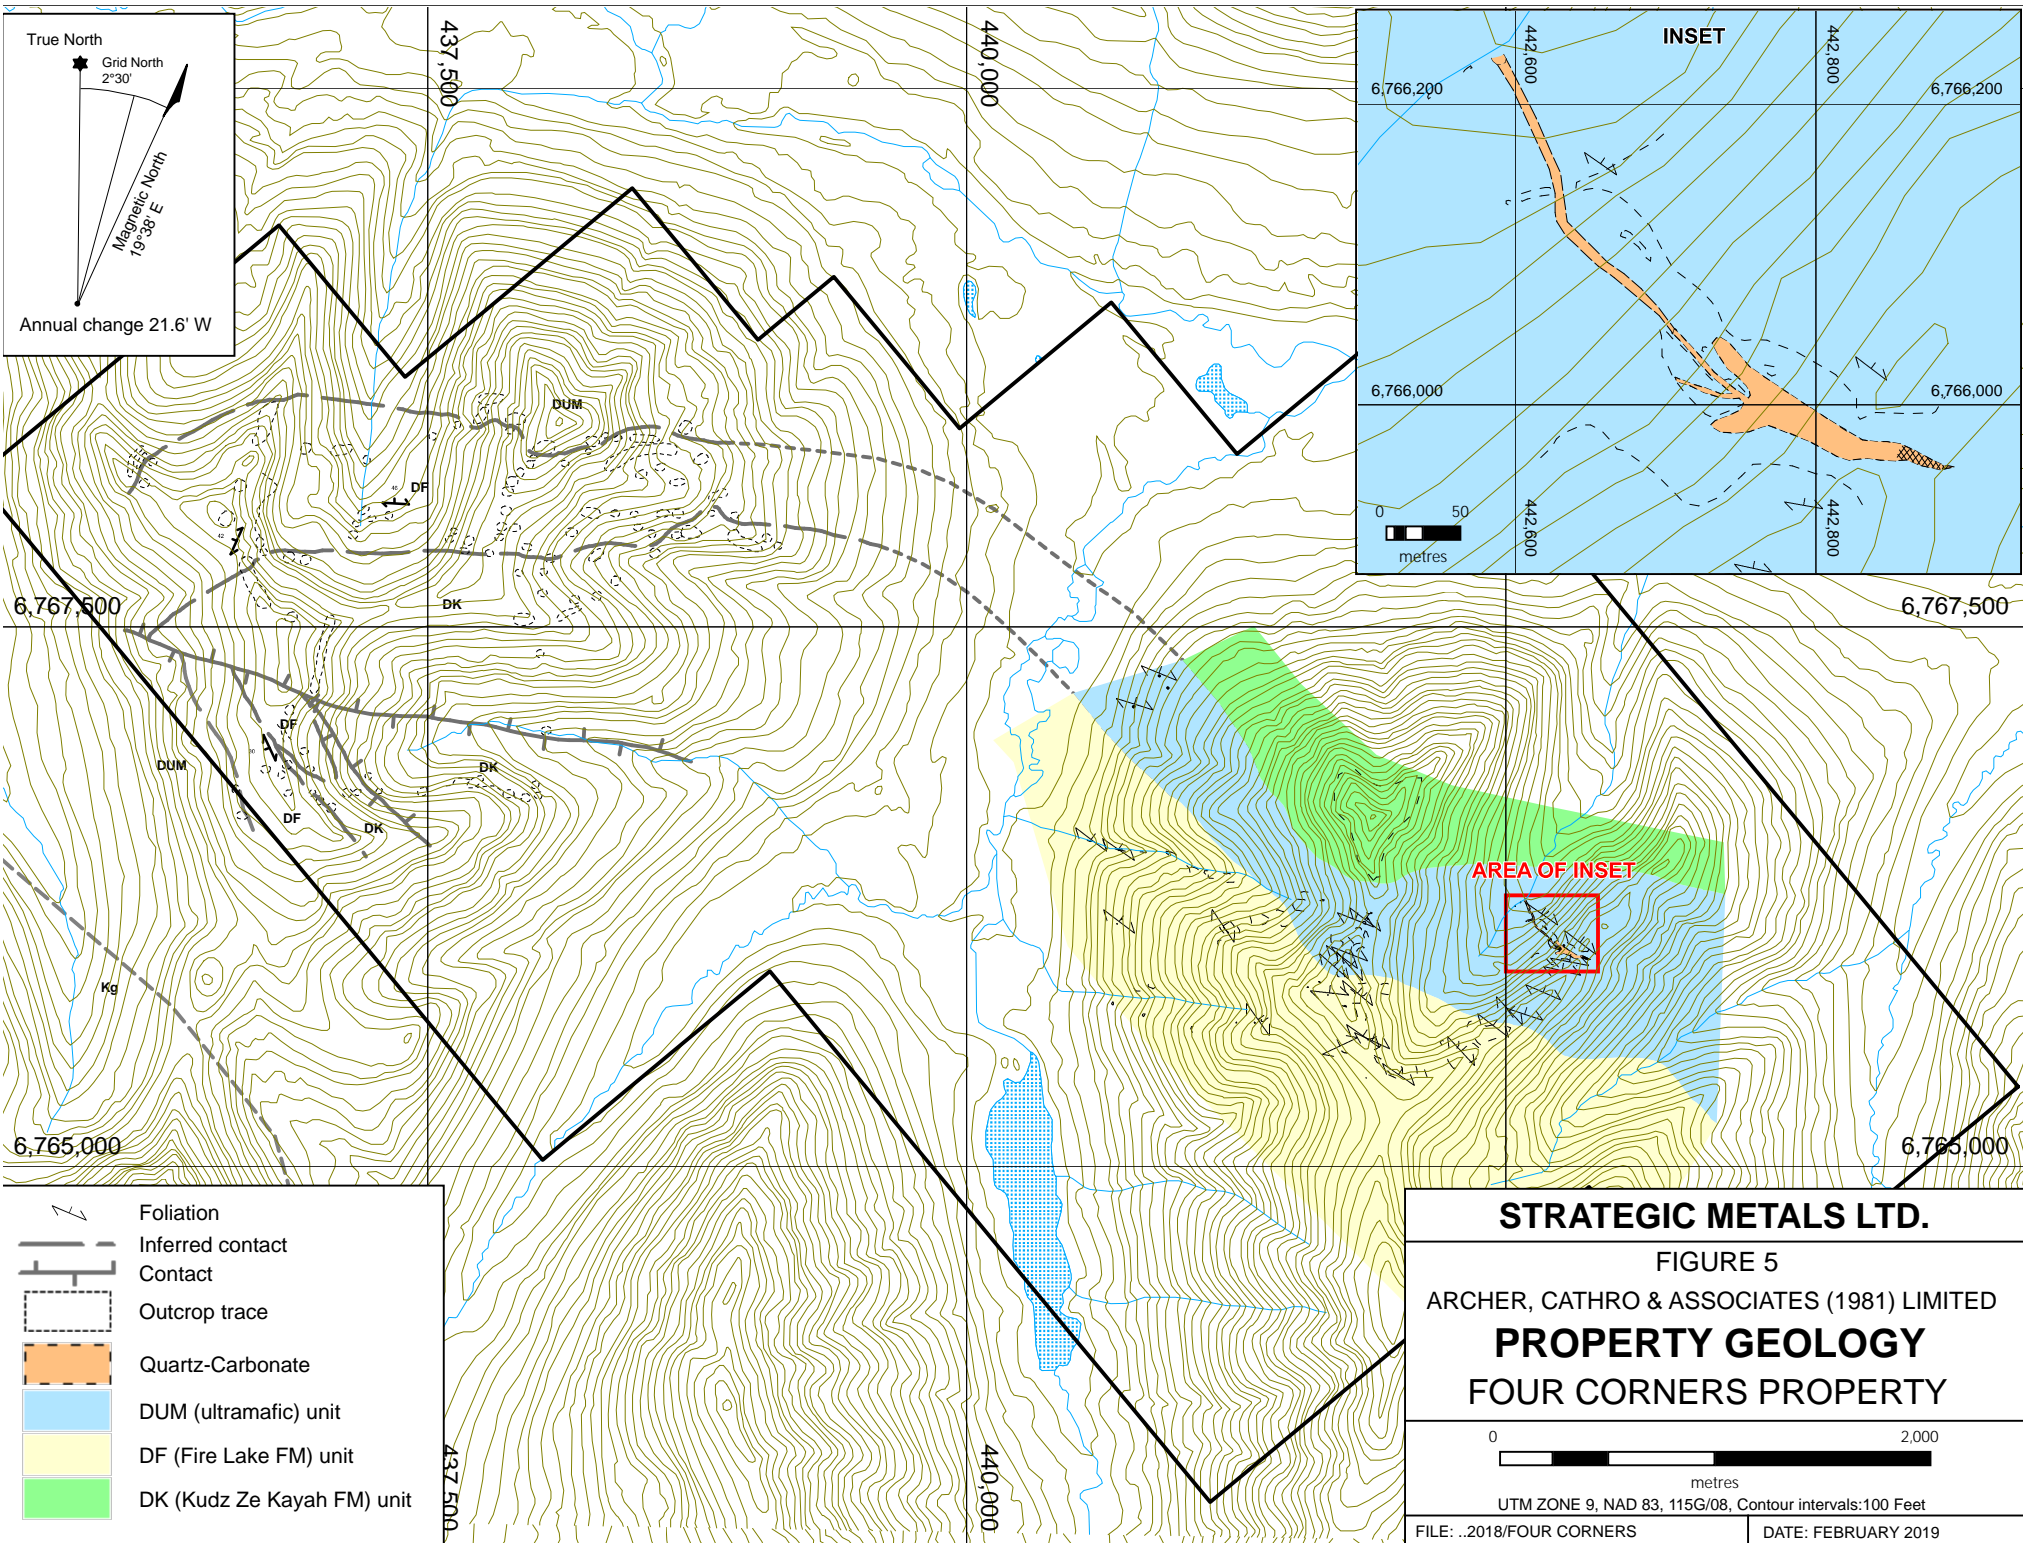 True North
Grid North
2°30'
Magnetic North
19°38' E
Annual change 21.6' W
437,500
440,000
INSET
442,600
442,800
6,766,200
6,766,200
6,766,000
6,766,000
442,600
442,800
0
50
metres
DUM
DF
48
42
DK
6,767,500
6,767,500
DF
DUM
DK
DF
DK
AREA OF INSET
Kg
6,765,000
6,765,000
437,500
440,000
Foliation
Inferred contact
Contact
Outcrop trace
Quartz-Carbonate
DUM (ultramafic) unit
DF (Fire Lake FM) unit
DK (Kudz Ze Kayah FM) unit
STRATEGIC METALS LTD.
FIGURE 5
ARCHER, CATHRO & ASSOCIATES (1981) LIMITED
PROPERTY GEOLOGY
FOUR CORNERS PROPERTY
0
2,000
metres
UTM ZONE 9, NAD 83, 115G/08, Contour intervals:100 Feet
FILE: ..2018/FOUR CORNERS
DATE: FEBRUARY 2019